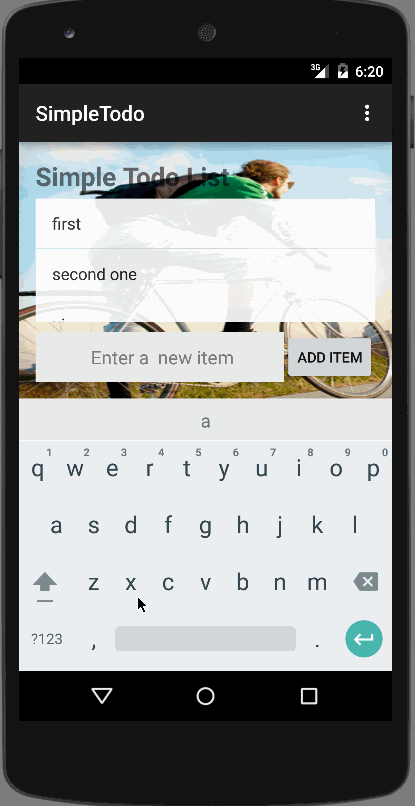 3G 6:20
SimpleTodo
Simple Todo List
first
second one
Enter a new item
ADD ITEM
a
1 2 3 4 5 6 7 8 9 0
q w e r t y u i o p
a s d f g h j k l
z x c v b n m
?123 , .